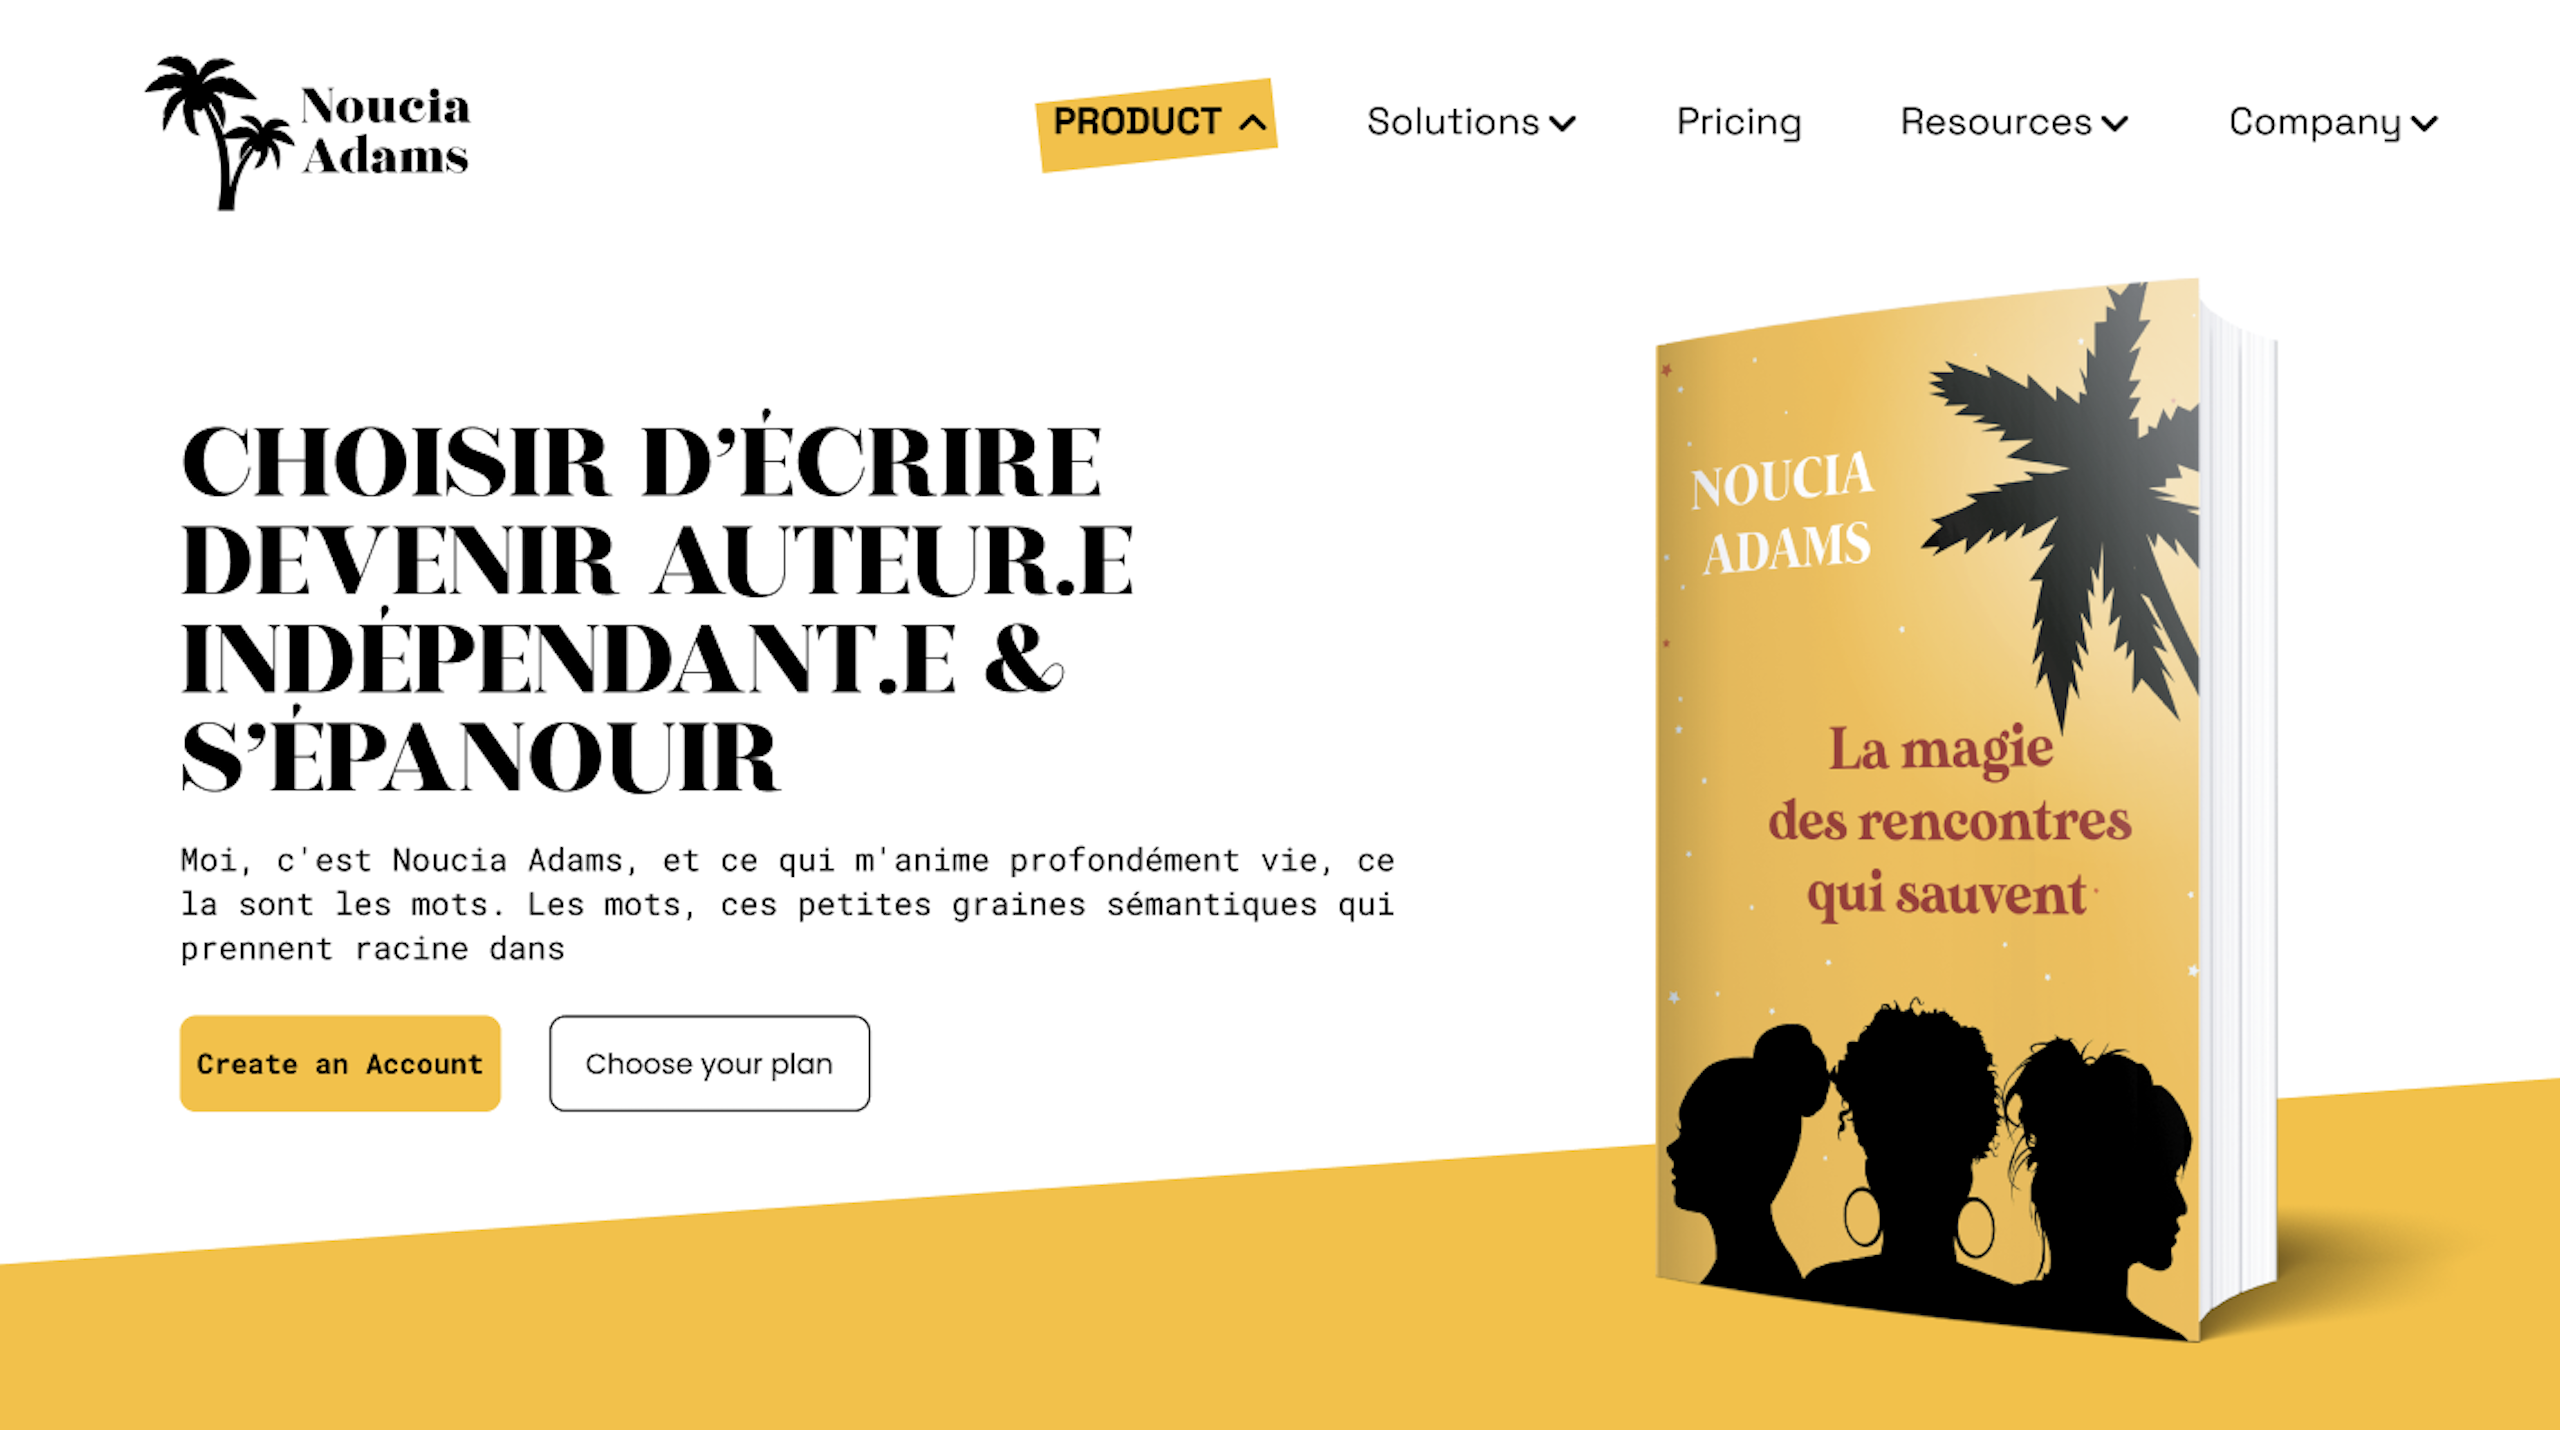 Noucia
Adams
PRODUCT
Solutions
Pricing
Resources
Company
CHOISIR D’ÉCRIRE
DEVENIR AUTEUR.E
INDÉPENDANT.E &
S’ÉPANOUIR
Moi, c'est Noucia Adams, et ce qui m'anime profondément vie, ce
la sont les mots. Les mots, ces petites graines sémantiques qui
prennent racine dans
Create an Account
Choose your plan
NOUCIA
ADAMS
La magie
des rencontres
qui sauvent